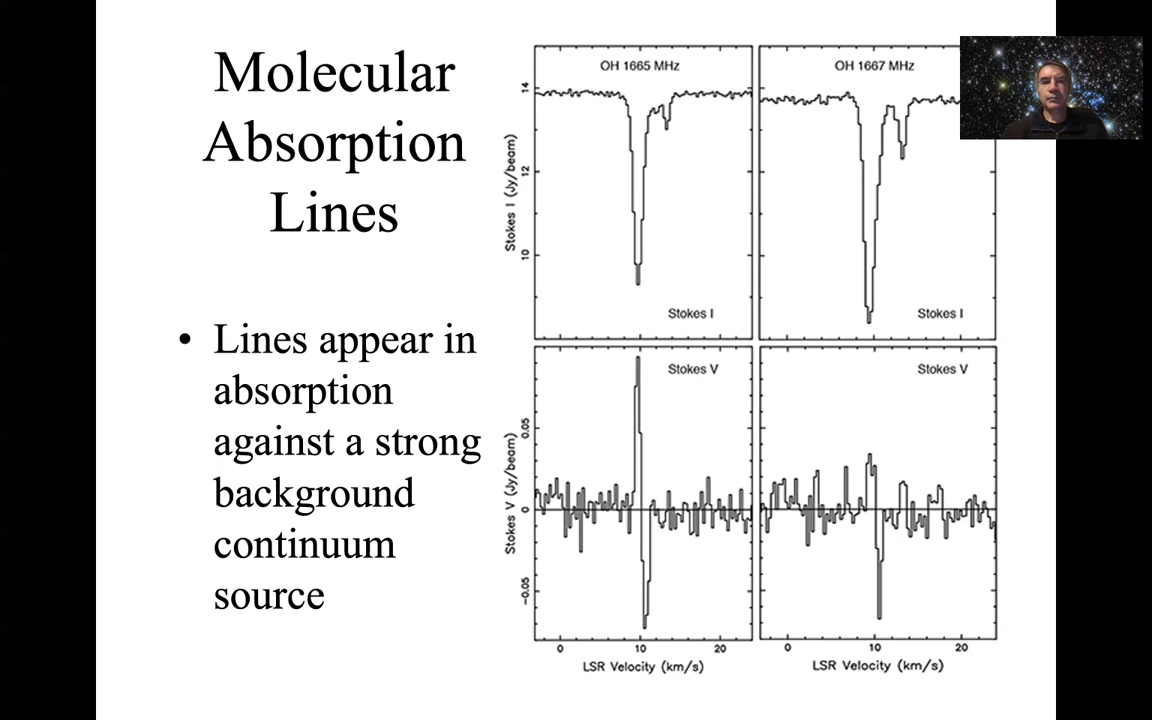 Molecular
Absorption
Lines
• Lines appear in
absorption
against a strong
background
continuum
source
OH 1665 MHz
OH 1667 MHz
14
12
10
Stokes I (Jy/beam)
Stokes I
Stokes I
Stokes V
Stokes V
0.05
0
-0.05
Stokes V (Jy/beam)
0 10 20
0 10 20
LSR Velocity (km/s)
LSR Velocity (km/s)